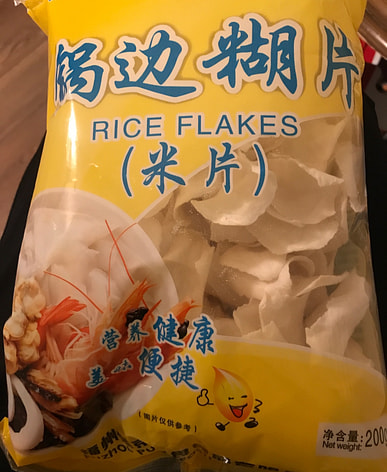 锅边糊片
RICE FLAKES
(米片)
营养健康
美味便捷
(图片仅供参考)
净含量: 200g
Net weight: